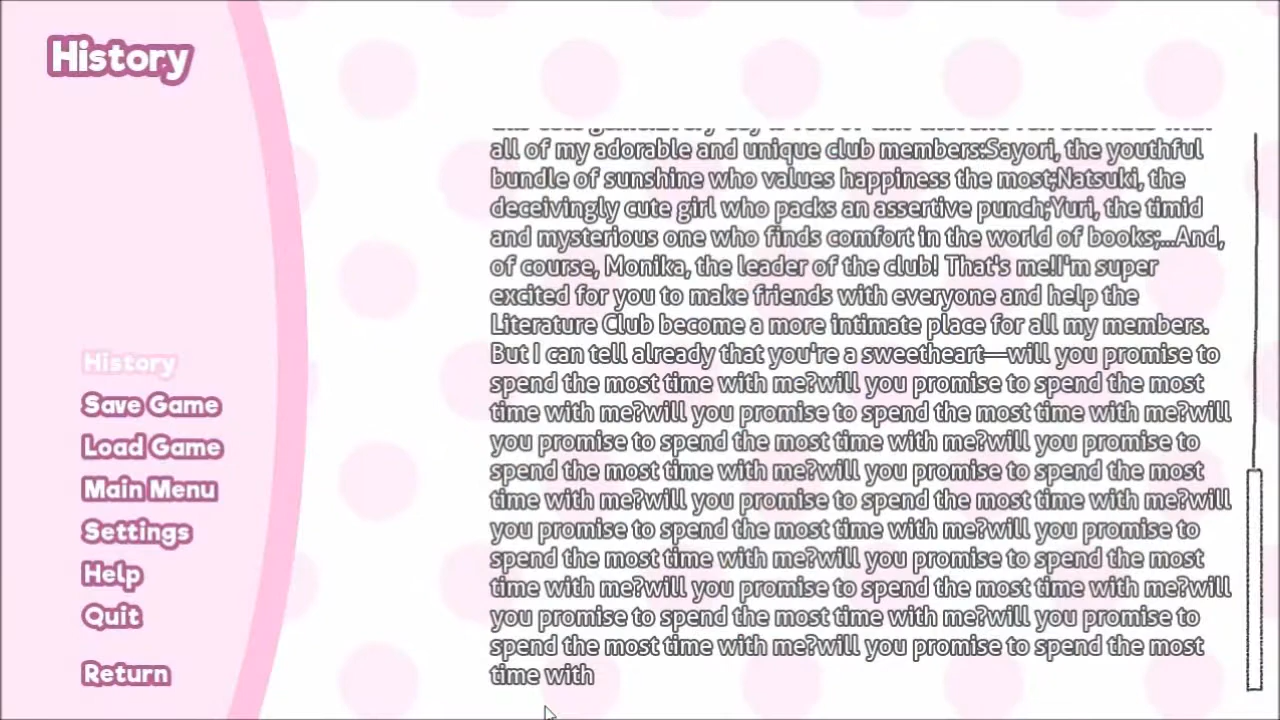 History
History
Save Game
Load Game
Main Menu
Settings
Help
Quit
Return
all of my adorable and unique club members:Sayori, the youthful
bundle of sunshine who values happiness the most;Natsuki, the
deceivingly cute girl who packs an assertive punch;Yuri, the timid
and mysterious one who finds comfort in the world of books;...And,
of course, Monika, the leader of the club! That's me!I'm super
excited for you to make friends with everyone and help the
Literature Club become a more intimate place for all my members.
But I can tell already that you're a sweetheart—will you promise to
spend the most time with me?will you promise to spend the most
time with me?will you promise to spend the most time with me?will
you promise to spend the most time with me?will you promise to
spend the most time with me?will you promise to spend the most
time with me?will you promise to spend the most time with me?will
you promise to spend the most time with me?will you promise to
spend the most time with me?will you promise to spend the most
time with me?will you promise to spend the most time with me?will
you promise to spend the most time with me?will you promise to
spend the most time with me?will you promise to spend the most
time with